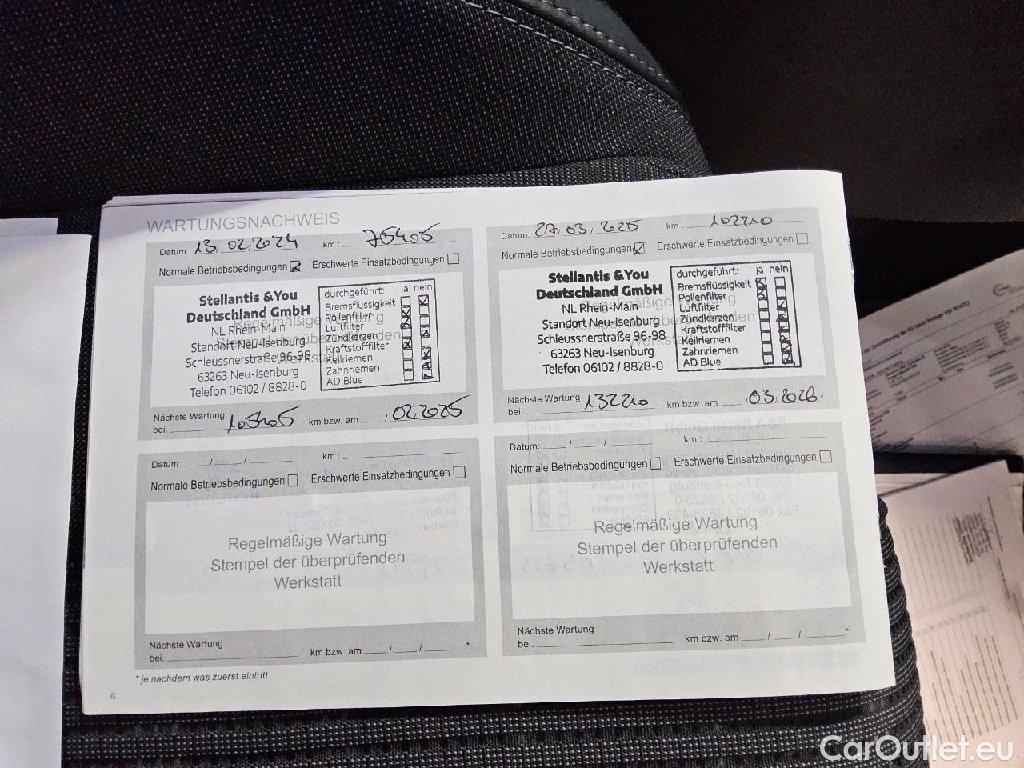 WARTUNGSNACHWEIS
Datum: 13.02.2024 km: 75405
Normale Betriebsbedingungen Erschwerte Einsatzbedingungen
Stellantis &You
Deutschland GmbH
NL Rhein-Main
Standort Neu-Isenburg
Schleussnerstraße 96-98
63263 Neu-Isenburg
Telefon 06102 / 8828-0
durchgeführt: ja nein
Bremsflüssigkeit
Pollenfilter
Luftfilter
Zündkerzen
Kraftstofffilter
Keilriemen
Zahnriemen
AD Blue
Nächste Wartung
bei 105405 km bzw. am 02.2025
Datum: 27.03.2025 km: 102210
Normale Betriebsbedingungen Erschwerte Einsatzbedingungen
Stellantis &You
Deutschland GmbH
NL Rhein-Main
Standort Neu-Isenburg
Schleussnerstraße 96-98
63263 Neu-Isenburg
Telefon 06102 / 8828-0
durchgeführt: ja nein
Bremsflüssigkeit
Pollenfilter
Luftfilter
Zündkerzen
Kraftstofffilter
Keilriemen
Zahnriemen
AD Blue
Nächste Wartung
bei 132210 km bzw. am 03.2026
Datum: / / km:
Normale Betriebsbedingungen Erschwerte Einsatzbedingungen
Regelmäßige Wartung
Stempel der überprüfenden
Werkstatt
Nächste Wartung
bei. km bzw. am / / *
Datum: / / km:
Normale Betriebsbedingungen Erschwerte Einsatzbedingungen
Regelmäßige Wartung
Stempel der überprüfenden
Werkstatt
Nächste Wartung
bei. km bzw. am / / *
* je nachdem was zuerst eintritt
4
CarOutlet.eu